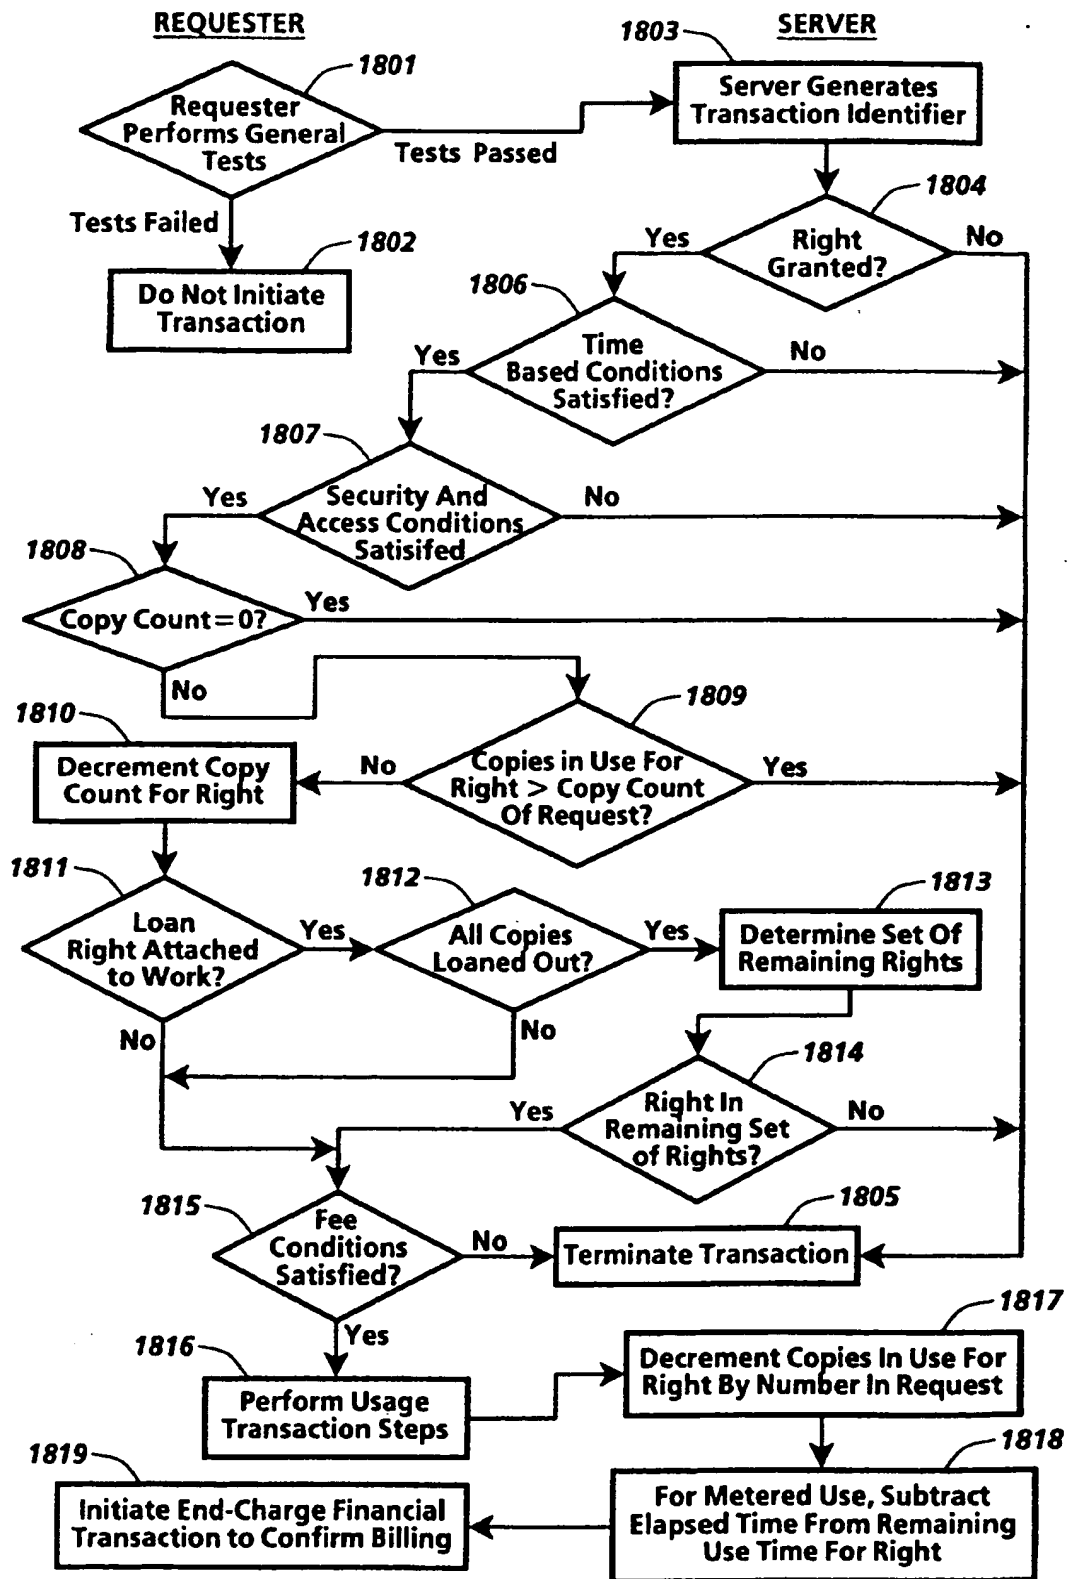 REQUESTER
SERVER
1801
Requester
Performs General
Tests
Tests Passed
Tests Failed
1802
Do Not Initiate
Transaction
1803
Server Generates
Transaction Identifier
1804
Right
Granted?
Yes
No
1806
Time
Based Conditions
Satisfied?
Yes
No
1807
Security And
Access Conditions
Satisifed
Yes
No
1808
Copy Count=0?
Yes
No
1809
Copies in Use For
Right > Copy Count
Of Request?
No
Yes
1810
Decrement Copy
Count For Right
1811
Loan
Right Attached
to Work?
Yes
No
1812
All Copies
Loaned Out?
Yes
No
1813
Determine Set Of
Remaining Rights
1814
Right In
Remaining Set
of Rights?
Yes
No
1815
Fee
Conditions
Satisfied?
No
Yes
1805
Terminate Transaction
1816
Perform Usage
Transaction Steps
1817
Decrement Copies In Use For
Right By Number In Request
1818
For Metered Use, Subtract
Elapsed Time From Remaining
Use Time For Right
1819
Initiate End-Charge Financial
Transaction to Confirm Billing